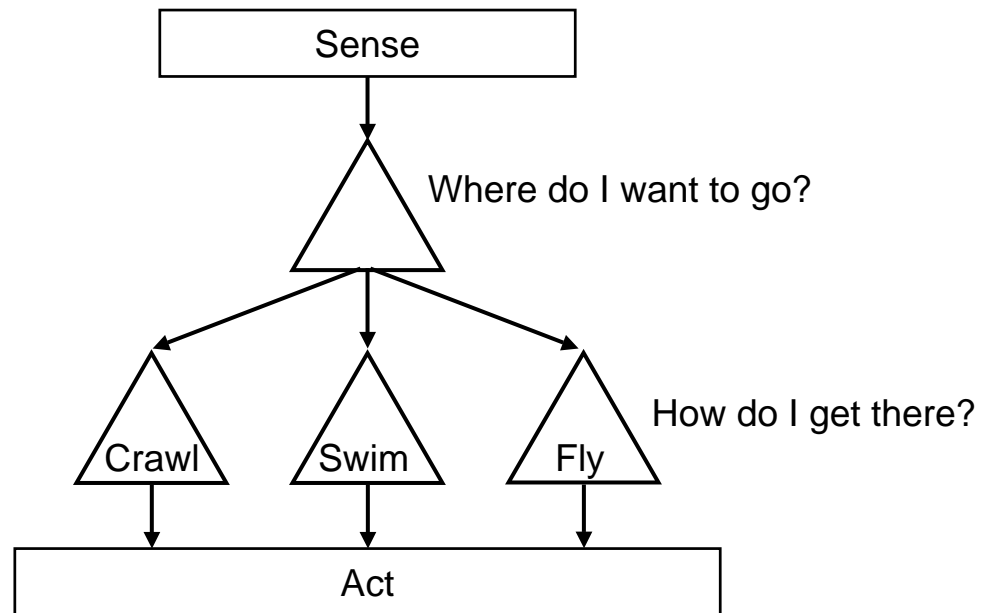 Sense
Where do I want to go?
How do I get there?
Crawl
Swim
Fly
Act